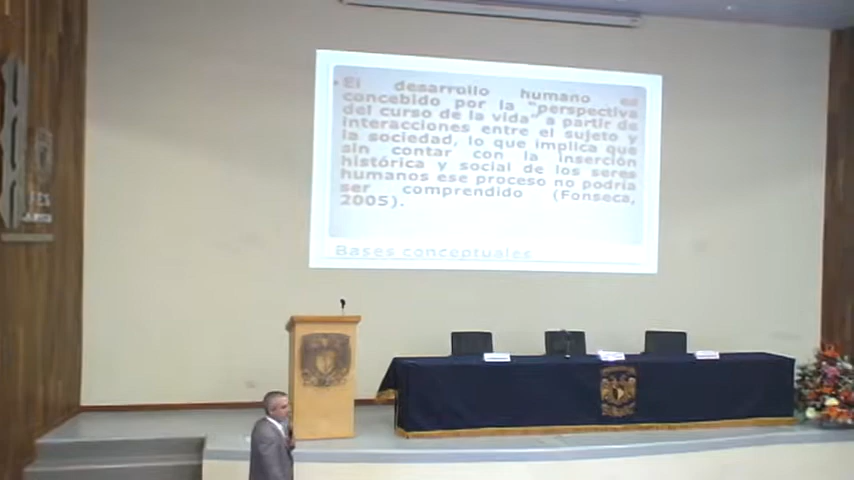 • El desarrollo humano es
concebido por la "perspectiva
del curso de la vida" a partir de
interacciones entre el sujeto y
la sociedad, lo que implica que
sin contar con la inserción
histórica y social de los seres
humanos ese proceso no podría
ser comprendido (Fonseca,
2005).
Bases conceptuales